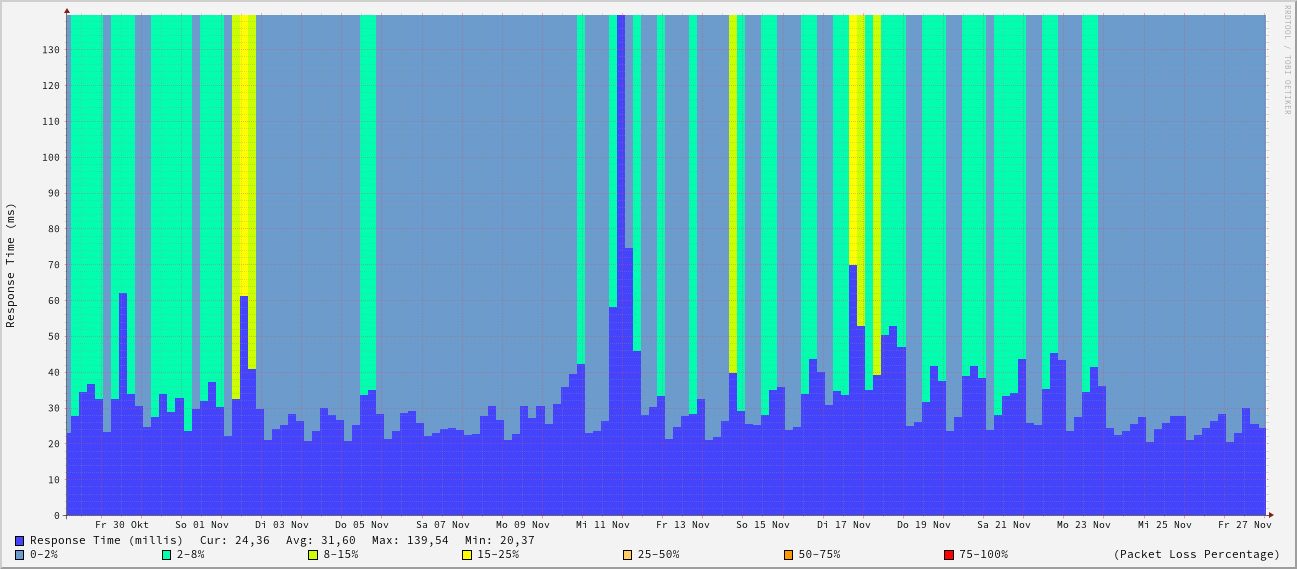 RRDTOOL / TOBI OETIKER
Response Time (ms)
130
120
110
100
90
80
70
60
50
40
30
20
10
0
Fr 30 Okt So 01 Nov Di 03 Nov Do 05 Nov Sa 07 Nov Mo 09 Nov Mi 11 Nov Fr 13 Nov So 15 Nov Di 17 Nov Do 19 Nov Sa 21 Nov Mo 23 Nov Mi 25 Nov Fr 27 Nov
Response Time (millis) Cur: 24,36 Avg: 31,60 Max: 139,54 Min: 20,37
0-2% 2-8% 8-15% 15-25% 25-50% 50-75% 75-100% (Packet Loss Percentage)